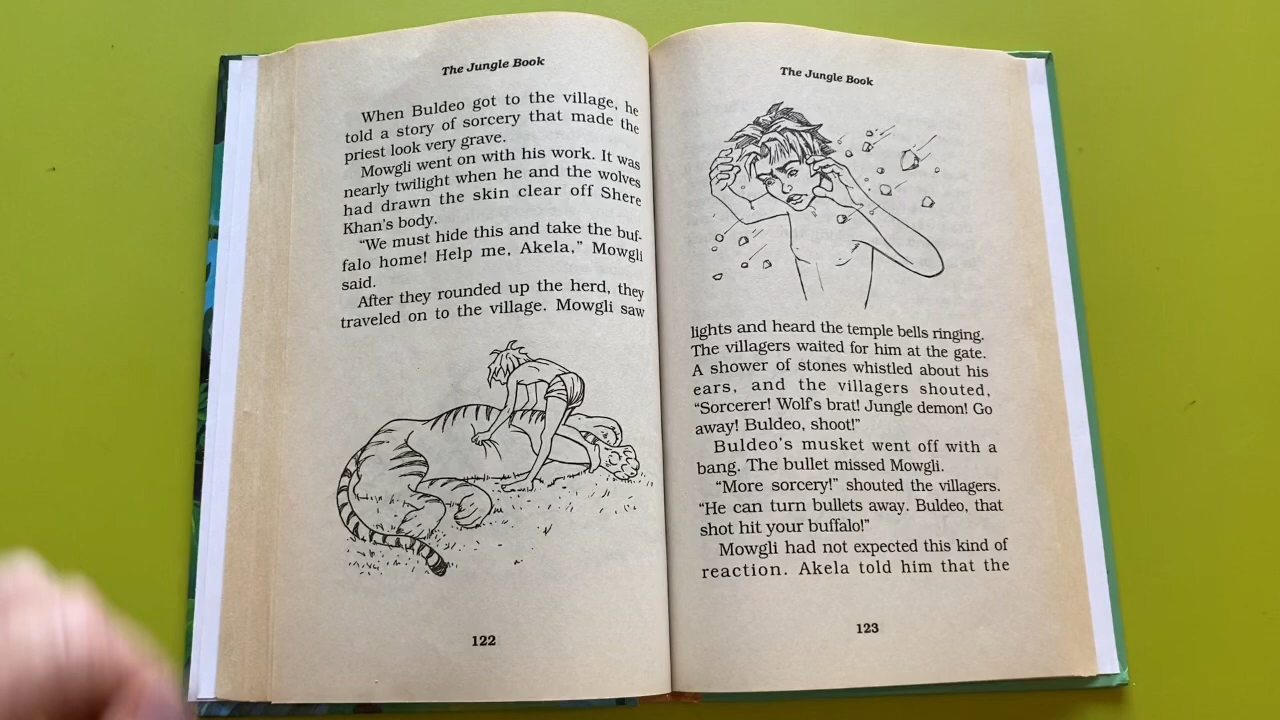 The Jungle Book
When Buldeo got to the village, he
told a story of sorcery that made the
priest look very grave.
Mowgli went on with his work. It was
nearly twilight when he and the wolves
had drawn the skin clear off Shere
Khan's body.
“We must hide this and take the buf-
falo home! Help me, Akela,” Mowgli
said.
After they rounded up the herd, they
traveled on to the village. Mowgli saw
122
The Jungle Book
lights and heard the temple bells ringing.
The villagers waited for him at the gate.
A shower of stones whistled about his
ears, and the villagers shouted,
“Sorcerer! Wolf's brat! Jungle demon! Go
away! Buldeo, shoot!”
Buldeo's musket went off with a
bang. The bullet missed Mowgli.
“More sorcery!” shouted the villagers.
“He can turn bullets away. Buldeo, that
shot hit your buffalo!”
Mowgli had not expected this kind of
reaction. Akela told him that the
123